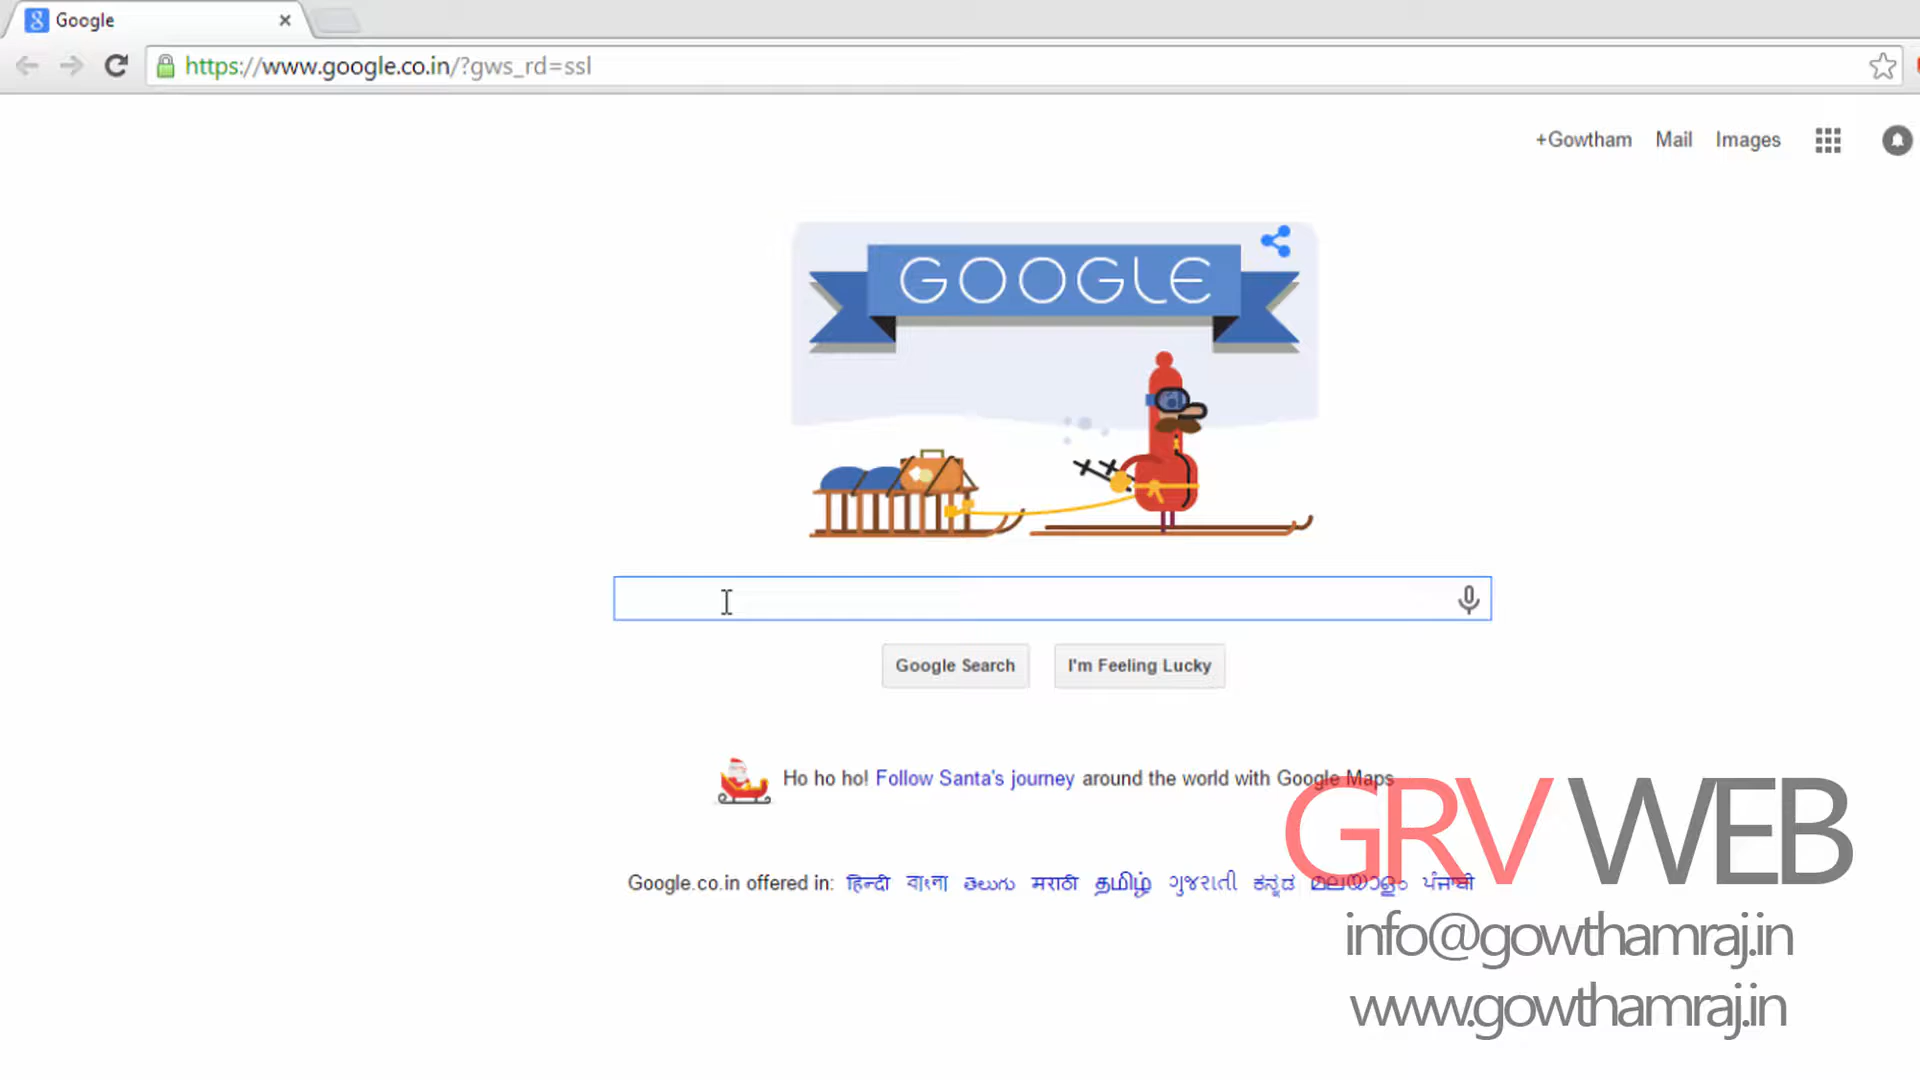 Google
https://www.google.co.in/?gws_rd=ssl
+Gowtham Mail Images
GOOGLE
Google Search I'm Feeling Lucky
Ho ho ho! Follow Santa's journey around the world with Google Maps
Google.co.in offered in: हिन्दी বাংলা తెలుగు मराठी தமிழ் ગુજરાતી ಕನ್ನಡ മലയാളം ਪੰਜਾਬੀ
GRV WEB
info@gowthamraj.in
www.gowthamraj.in